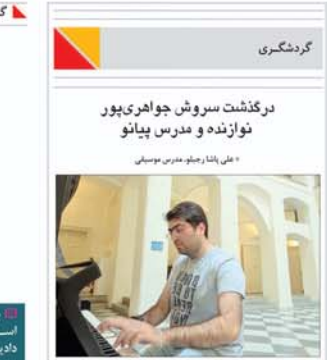 گردشگری
درگذشت سروش جواهری‌پور
نوازنده و مدرس پیانو
علی پاشا رجبلو، مدرس موسیقی